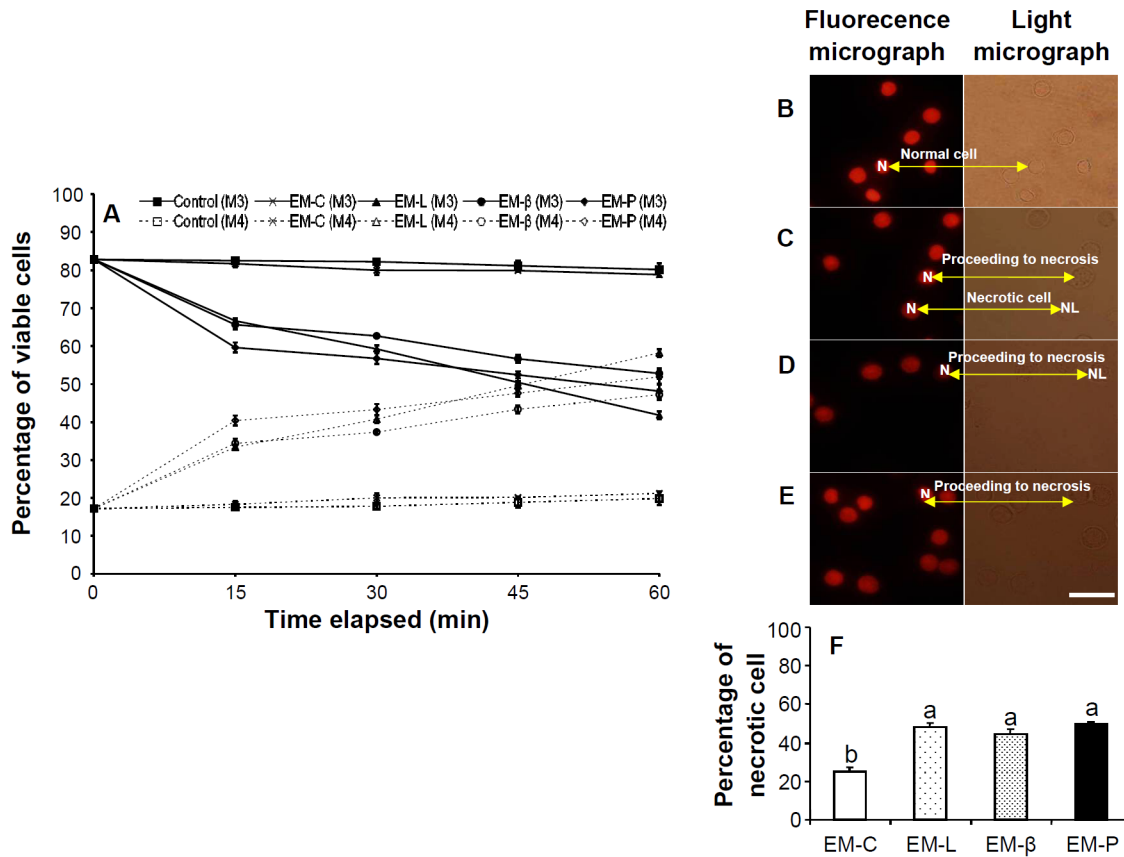 Fluorecence
micrograph
Light
micrograph
A
Control (M3) EM-C (M3) EM-L (M3) EM-β (M3) EM-P (M3)
Control (M4) EM-C (M4) EM-L (M4) EM-β (M4) EM-P (M4)
Percentage of viable cells
100
90
80
70
60
50
40
30
20
10
0
0 15 30 45 60
Time elapsed (min)
B
N Normal cell
C
Proceeding to necrosis
N
Necrotic cell
N NL
D
Proceeding to necrosis
N NL
E
Proceeding to necrosis
N
F
Percentage of
necrotic cell
100
80
60
40
20
0
b a a a
EM-C EM-L EM-β EM-P